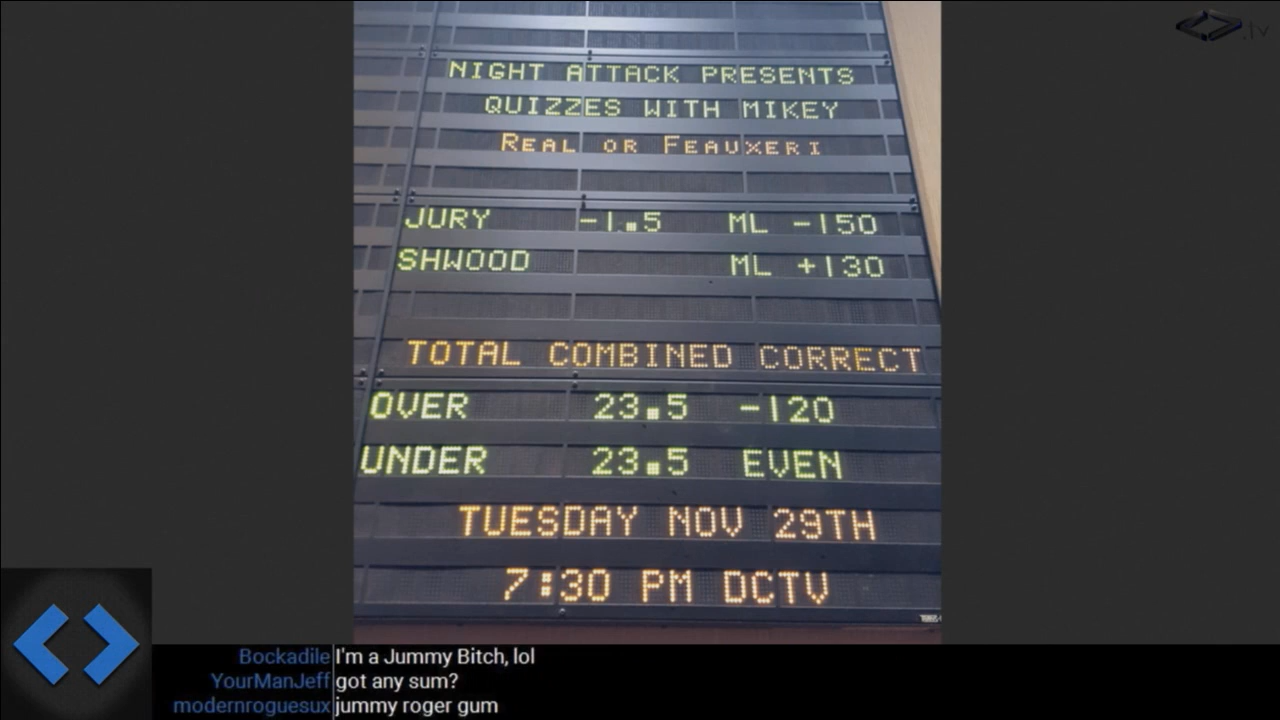 NIGHT ATTACK PRESENTS
QUIZZES WITH MIKEY
REAL OR FEAUXERI
JURY -1.5 ML -150
SHWOOD ML +130
TOTAL COMBINED CORRECT
OVER 23.5 -120
UNDER 23.5 EVEN
TUESDAY NOV 29TH
7:30 PM DCTV
.tv
Bockadile I'm a Jummy Bitch, lol
YourManJeff got any sum?
modernroguesux jummy roger gum